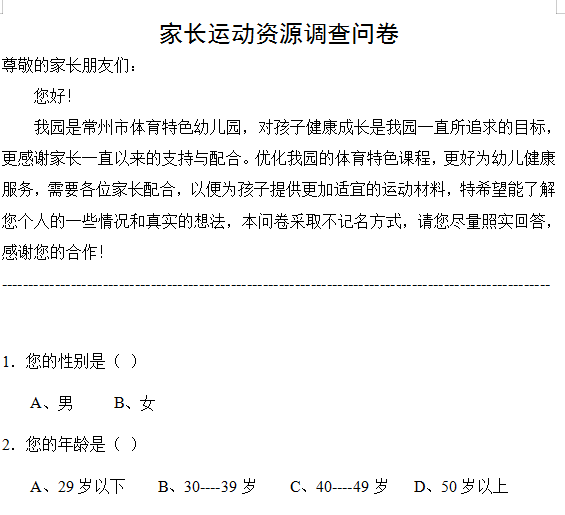 家长运动资源调查问卷
尊敬的家长朋友们：
您好！
我园是常州市体育特色幼儿园，对孩子健康成长是我园一直所追求的目标，
更感谢家长一直以来的支持与配合。优化我园的体育特色课程，更好为幼儿健康
服务，需要各位家长配合，以便为孩子提供更加适宜的运动材料，特希望能了解
您个人的一些情况和真实的想法，本问卷采取不记名方式，请您尽量照实回答，
感谢您的合作！
1．您的性别是（ ）
A、男 B、女
2．您的年龄是（ ）
A、29 岁以下 B、30----39 岁 C、40----49 岁 D、50 岁以上